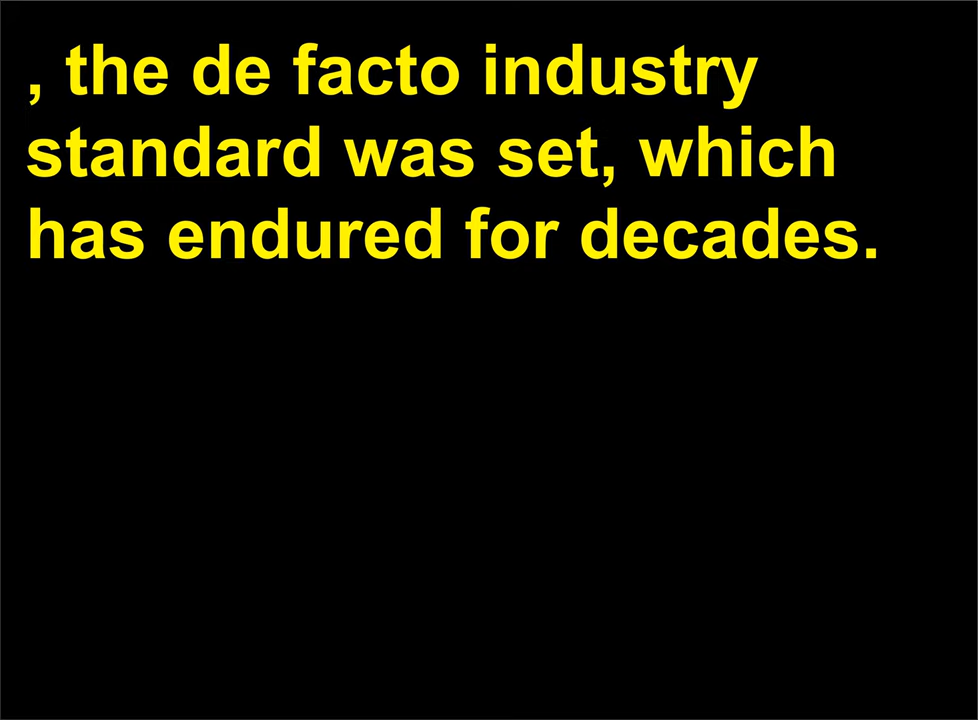 , the de facto industry
standard was set, which
has endured for decades.